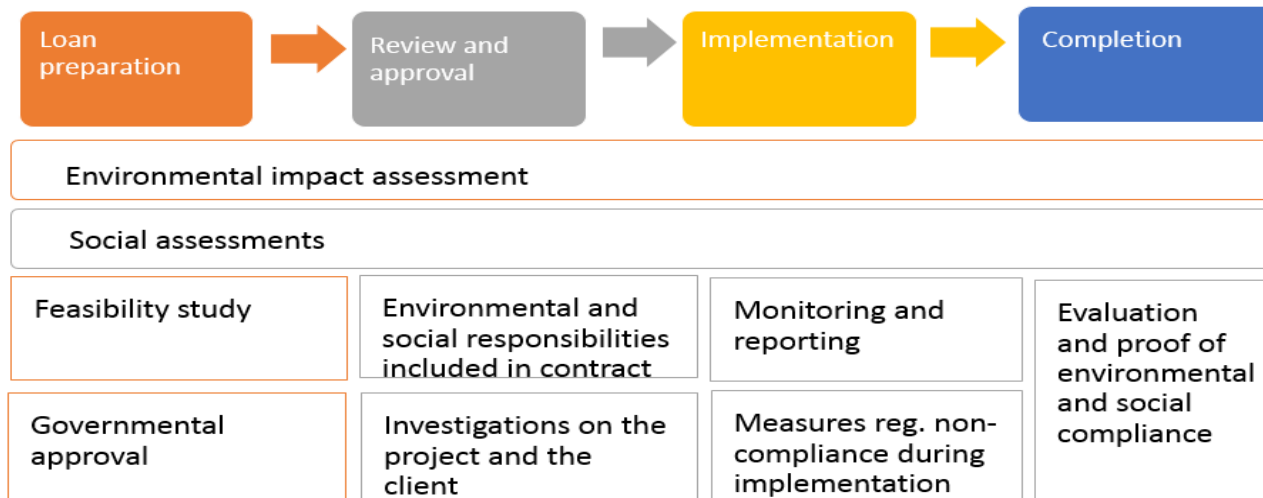 Loan
preparation
Review and
approval
Implementation
Completion
Environmental impact assessment
Social assessments
Feasibility study
Environmental and
social responsibilities
included in contract
Monitoring and
reporting
Evaluation
and proof of
environmental
and social
compliance
Governmental
approval
Investigations on the
project and the
client
Measures reg. non-
compliance during
implementation